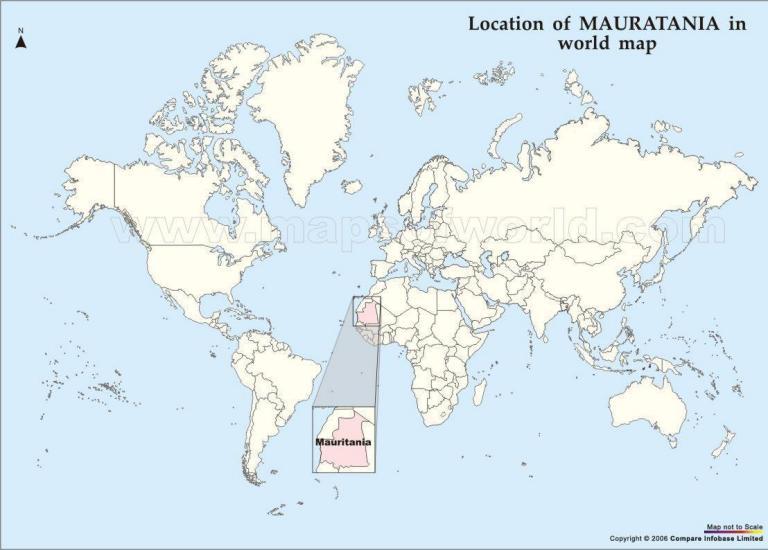 N
Location of MAURATANIA in
world map
www.mapsofworld.com
Mauritania
Map not to Scale
Copyright © 2006 Compare Infobase Limited